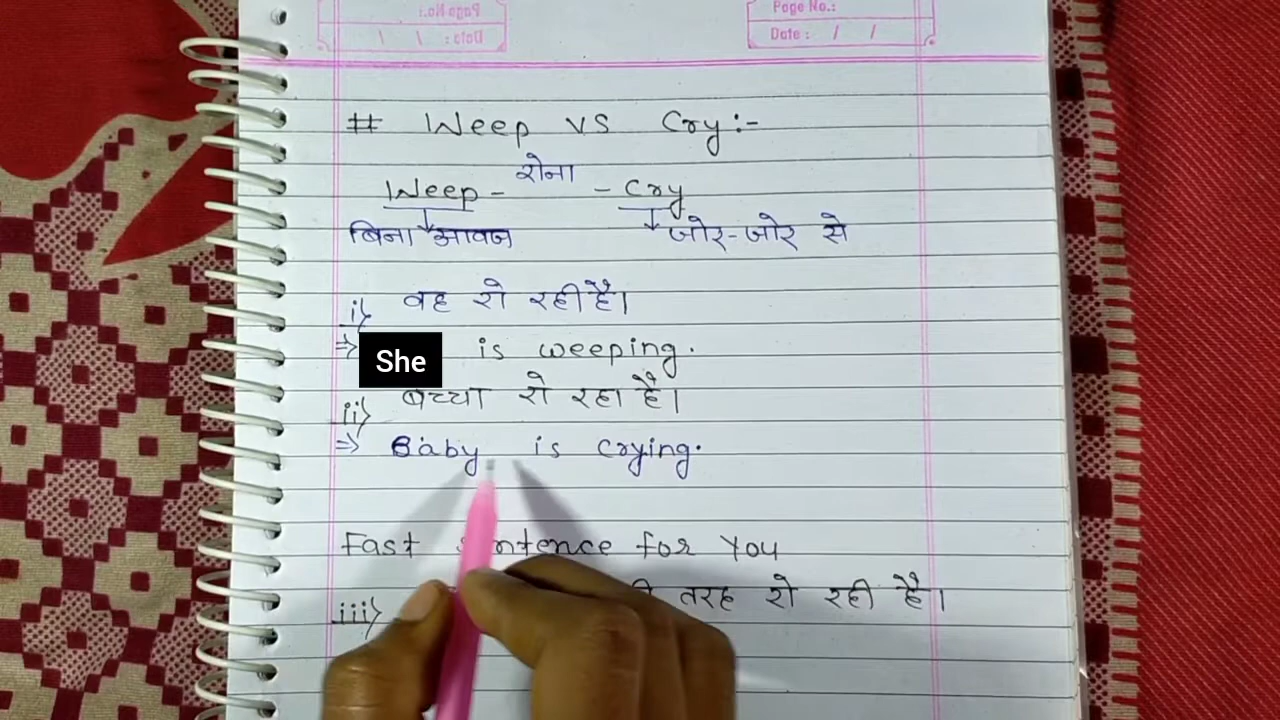 Page No.:
Date : / /
# Weep vs Cry:-
Weep - रोना - Cry
बिना आवाज जोर-जोर से
i) वह रो रही है।
⇒ She is weeping.
ii) बच्चा रो रहा है।
⇒ Baby is crying.
Fast sentence for You
iii) तरह रो रही है।